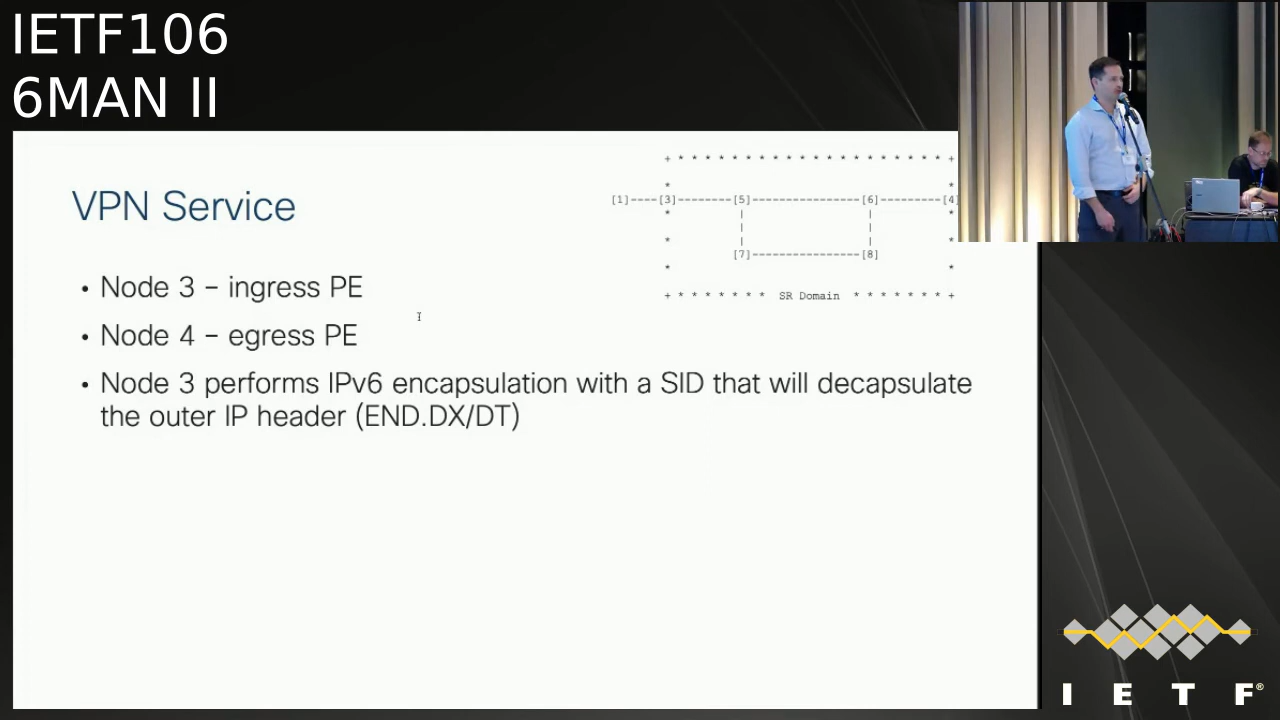 IETF106
6MAN II
VPN Service
+ * * * * * * * * * * * * * * * * * * * * * +
* *
[1]----[3]--------[5]----------------[6]---------[4]
* | | *
| |
* | | *
[7]----------------[8]
* *
+ * * * * * * * SR Domain * * * * * * * +
• Node 3 – ingress PE
• Node 4 – egress PE
• Node 3 performs IPv6 encapsulation with a SID that will decapsulate
the outer IP header (END.DX/DT)
I E T F®